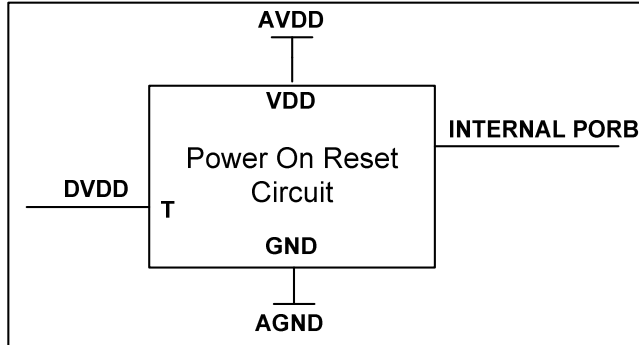 AVDD
VDD
INTERNAL PORB
Power On Reset
Circuit
DVDD
T
GND
AGND